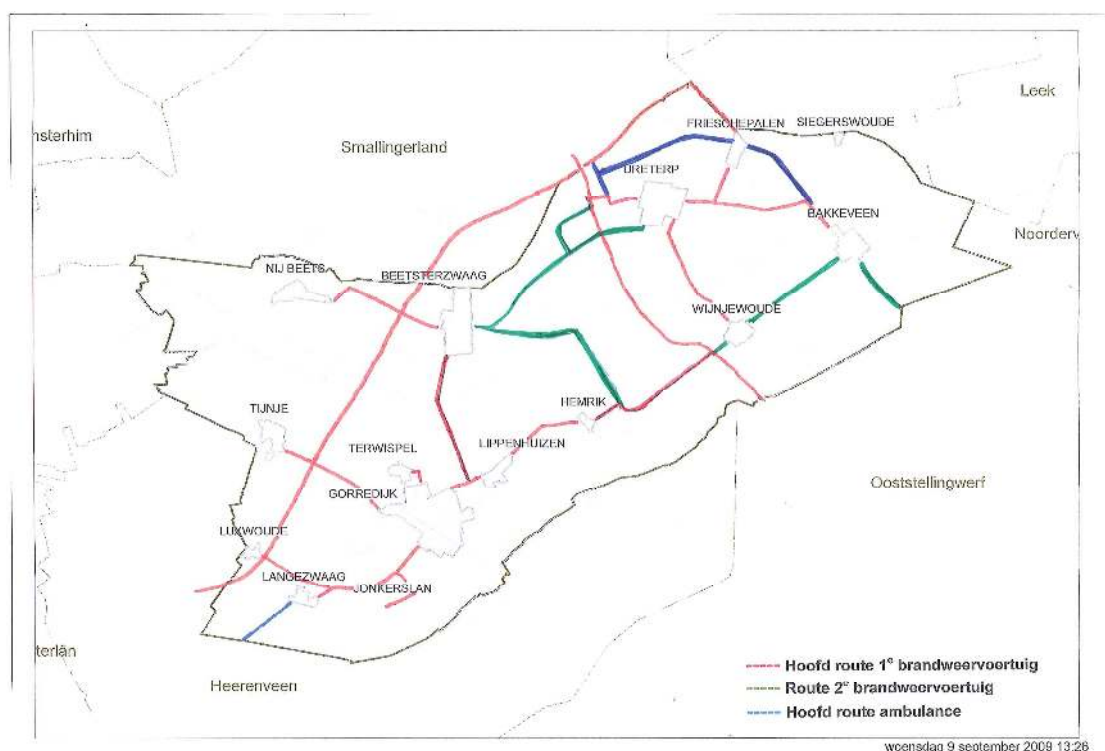 Leek
FRIESCHEPALEN
SIEGERSWOUDE
nsterhim
Smallingerland
DRETERP
BAKKEVEEN
Noorderv
NIJ BEETS
BEETSTERZWAAG
WIJNJEWOUDE
HEMRIK
TIJNJE
LIPPENHUIZEN
TERWISPEL
Ooststellingwerf
GORREDIJK
LUXWOUDE
LANGEZWAAG
JONKERSLAN
terlân
Heerenveen
Hoofd route 1e brandweervoertuig
Route 2e brandweervoertuig
Hoofd route ambulance
woensdag 9 september 2009 13:26